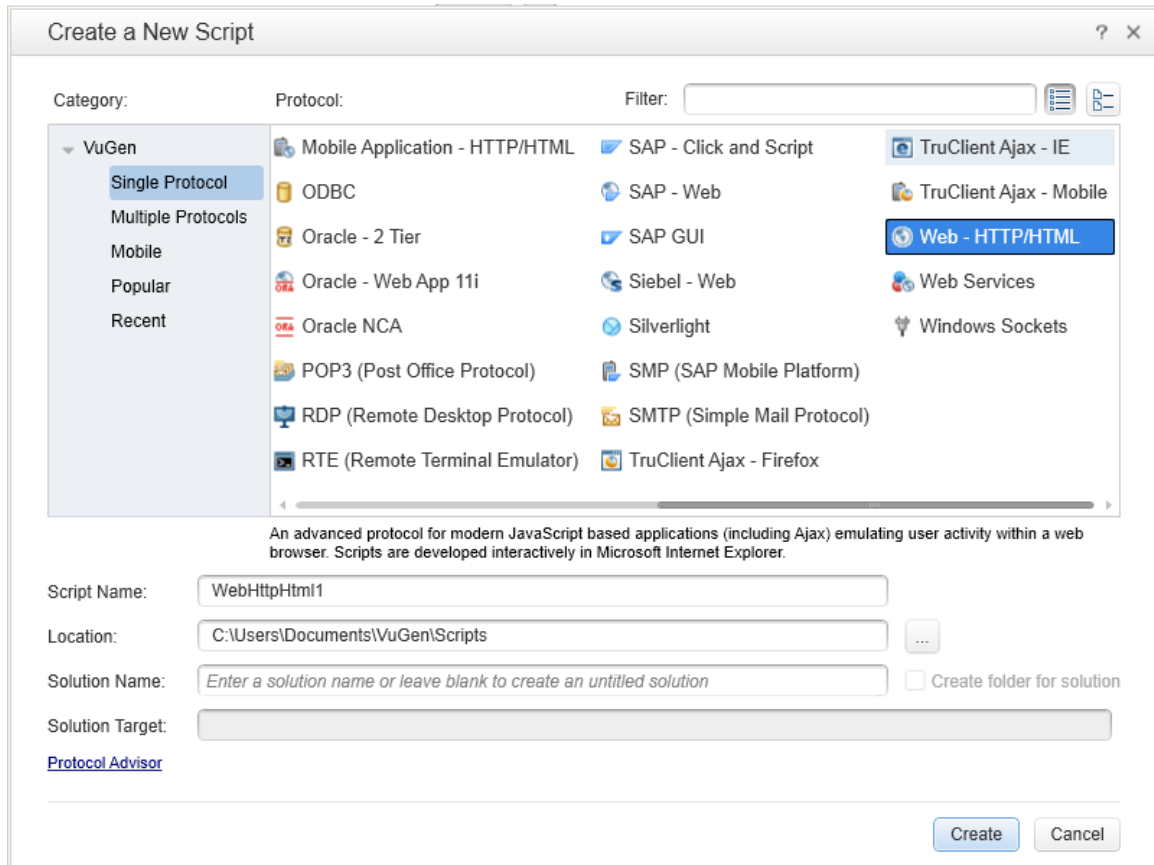 Create a New Script
? ×
Category:
Protocol:
Filter:
VuGen
Single Protocol
Multiple Protocols
Mobile
Popular
Recent
Mobile Application - HTTP/HTML
ODBC
Oracle - 2 Tier
Oracle - Web App 11i
Oracle NCA
POP3 (Post Office Protocol)
RDP (Remote Desktop Protocol)
RTE (Remote Terminal Emulator)
SAP - Click and Script
SAP - Web
SAP GUI
Siebel - Web
Silverlight
SMP (SAP Mobile Platform)
SMTP (Simple Mail Protocol)
TruClient Ajax - Firefox
TruClient Ajax - IE
TruClient Ajax - Mobile
Web - HTTP/HTML
Web Services
Windows Sockets
An advanced protocol for modern JavaScript based applications (including Ajax) emulating user activity within a web
browser. Scripts are developed interactively in Microsoft Internet Explorer.
Script Name: WebHttpHtml1
Location: C:\Users\Documents\VuGen\Scripts ...
Solution Name: Enter a solution name or leave blank to create an untitled solution Create folder for solution
Solution Target:
Protocol Advisor
Create Cancel